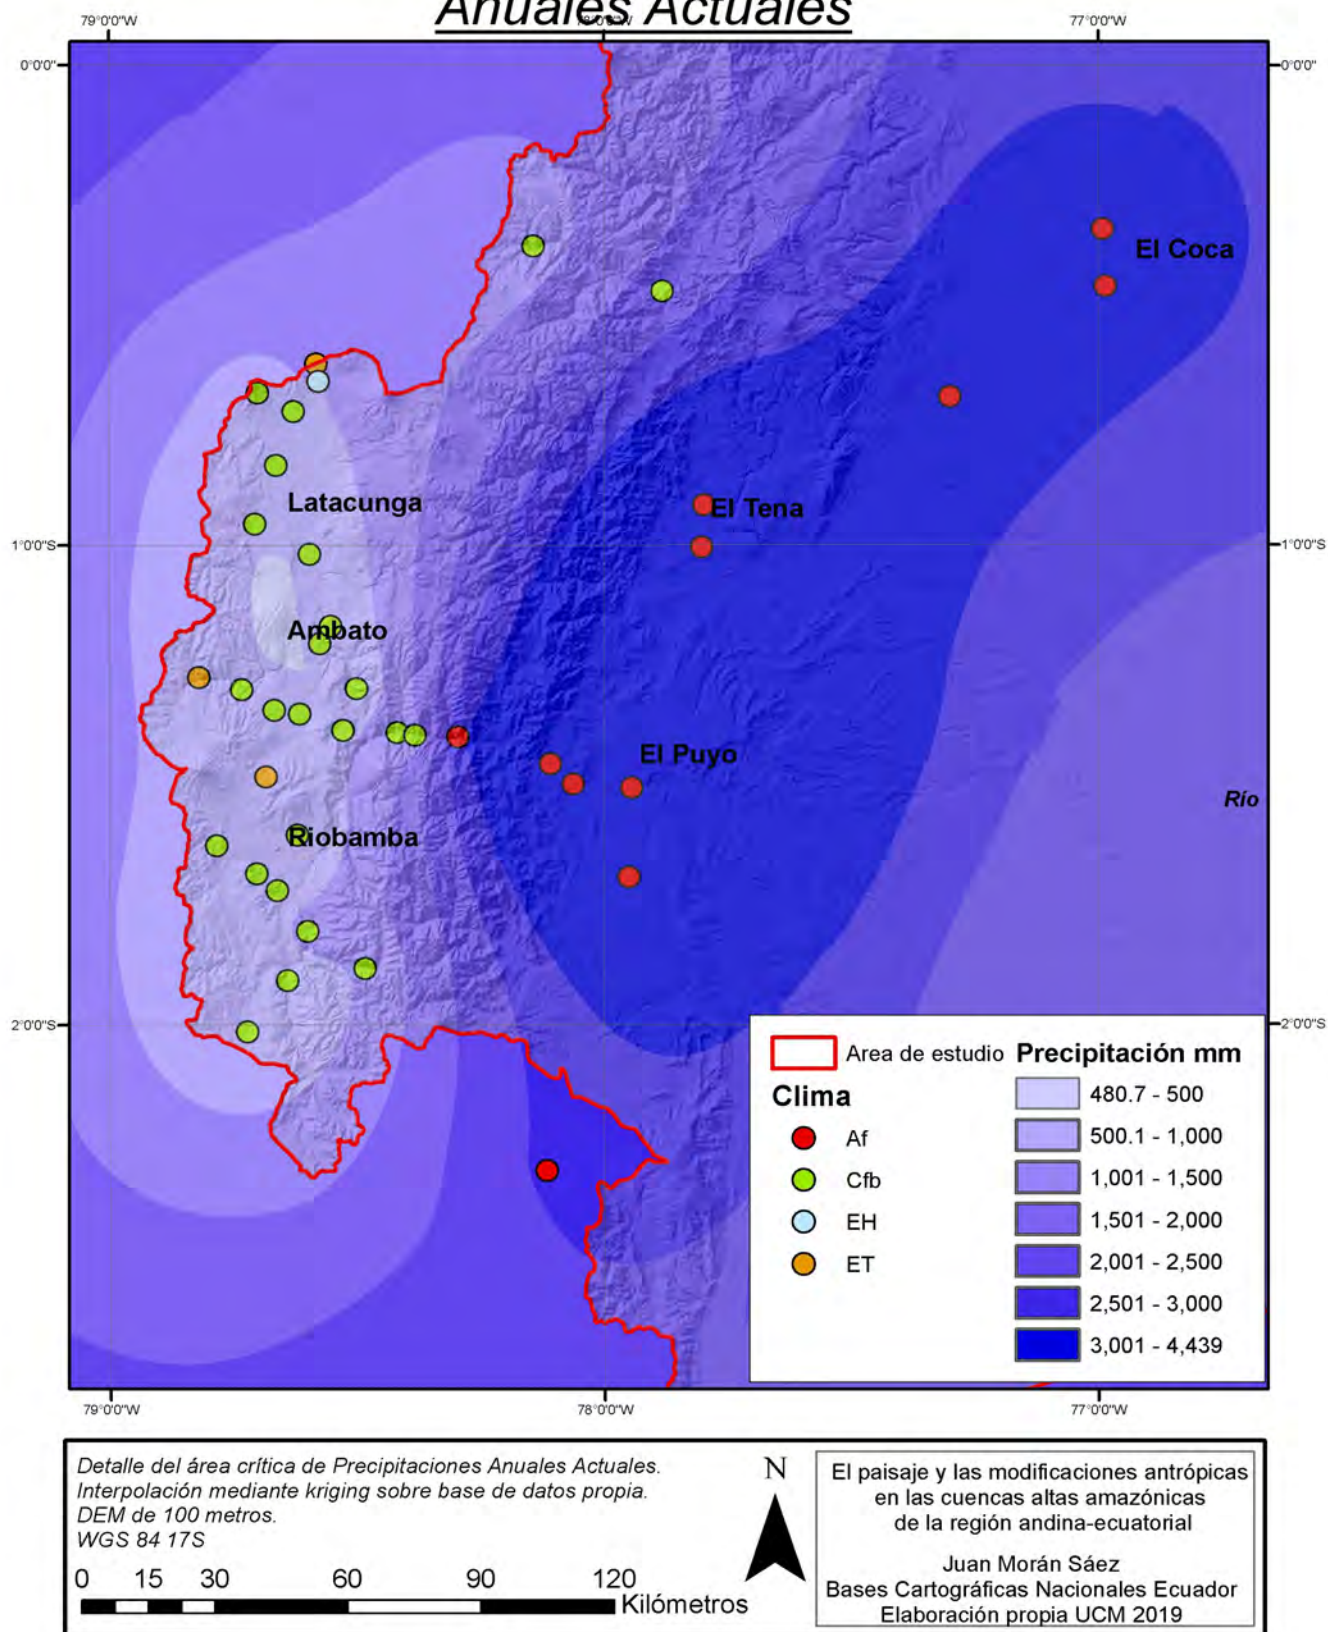 Anuales Actuales
79°0'0"W
77°0'0"W
0°0'0"
0°0'0"
El Coca
Latacunga
El Tena
1°0'0"S
1°0'0"S
Ambato
El Puyo
Río
Riobamba
2°0'0"S
2°0'0"S
Area de estudio
Clima
Af
Cfb
EH
ET
Precipitación mm
480.7 - 500
500.1 - 1,000
1,001 - 1,500
1,501 - 2,000
2,001 - 2,500
2,501 - 3,000
3,001 - 4,439
79°0'0"W
78°0'0"W
77°0'0"W
Detalle del área crítica de Precipitaciones Anuales Actuales.
Interpolación mediante kriging sobre base de datos propia.
DEM de 100 metros.
WGS 84 17S
0 15 30 60 90 120
Kilómetros
N
El paisaje y las modificaciones antrópicas
en las cuencas altas amazónicas
de la región andina-ecuatorial
Juan Morán Sáez
Bases Cartográficas Nacionales Ecuador
Elaboración propia UCM 2019